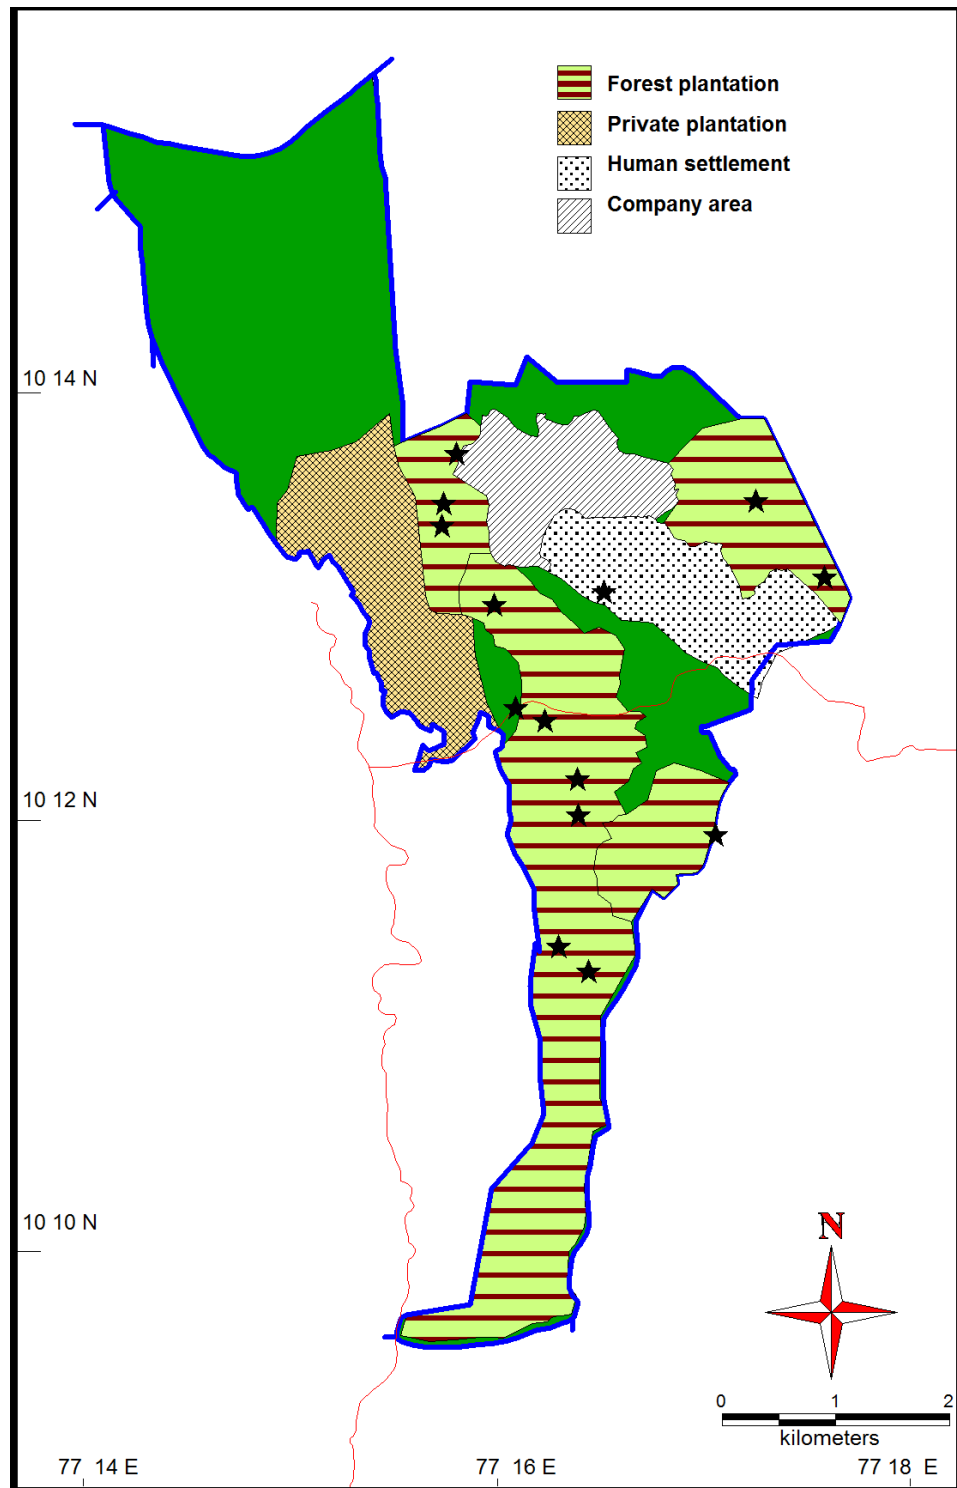 Forest plantation
Private plantation
Human settlement
Company area
10 14 N
10 12 N
10 10 N
N
0 1 2
kilometers
77 14 E 77 16 E 77 18 E